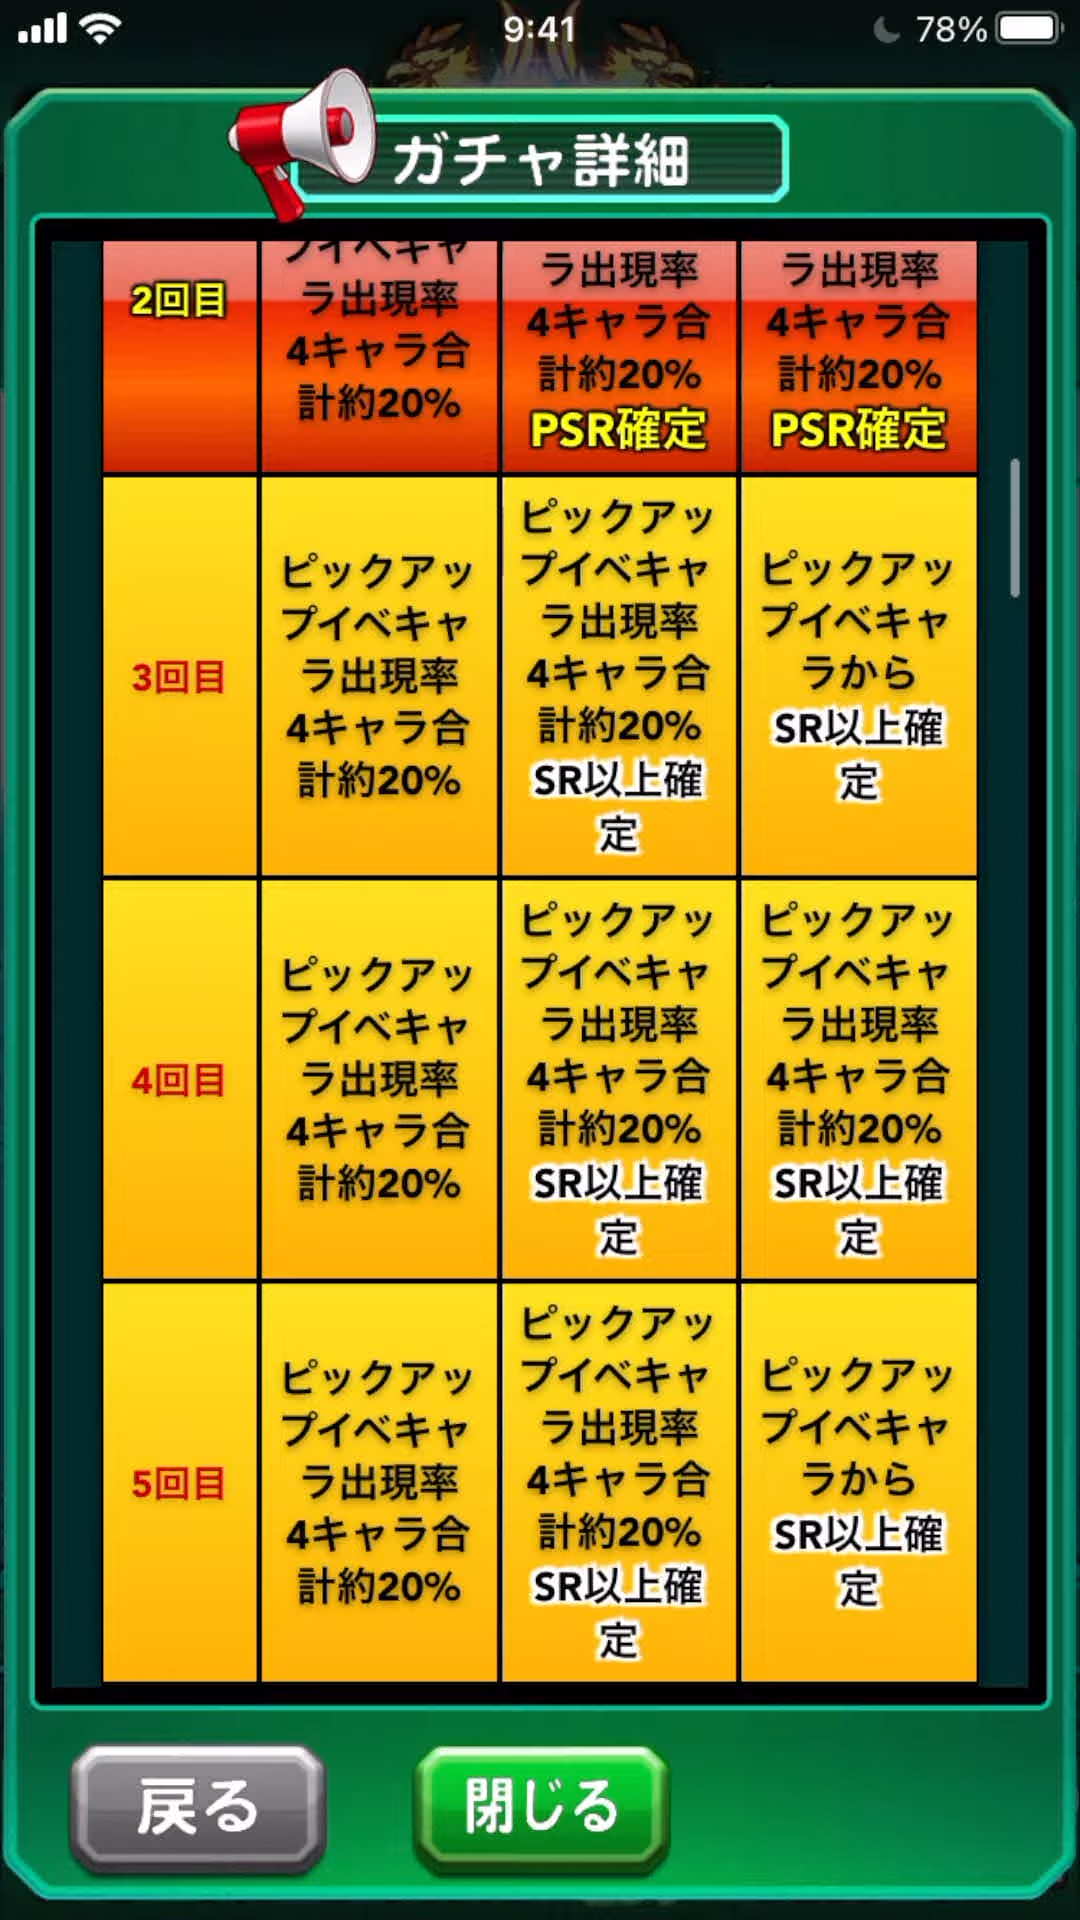 9:41
78%
ガチャ詳細
2回目
プイベキャ
ラ出現率
4キャラ合
計約20%
ラ出現率
4キャラ合
計約20%
PSR確定
ラ出現率
4キャラ合
計約20%
PSR確定
3回目
ピックアッ
プイベキャ
ラ出現率
4キャラ合
計約20%
ピックアッ
プイベキャ
ラ出現率
4キャラ合
計約20%
SR以上確
定
ピックアッ
プイベキャ
ラから
SR以上確
定
4回目
ピックアッ
プイベキャ
ラ出現率
4キャラ合
計約20%
ピックアッ
プイベキャ
ラ出現率
4キャラ合
計約20%
SR以上確
定
ピックアッ
プイベキャ
ラ出現率
4キャラ合
計約20%
SR以上確
定
5回目
ピックアッ
プイベキャ
ラ出現率
4キャラ合
計約20%
ピックアッ
プイベキャ
ラ出現率
4キャラ合
計約20%
SR以上確
定
ピックアッ
プイベキャ
ラから
SR以上確
定
戻る
閉じる